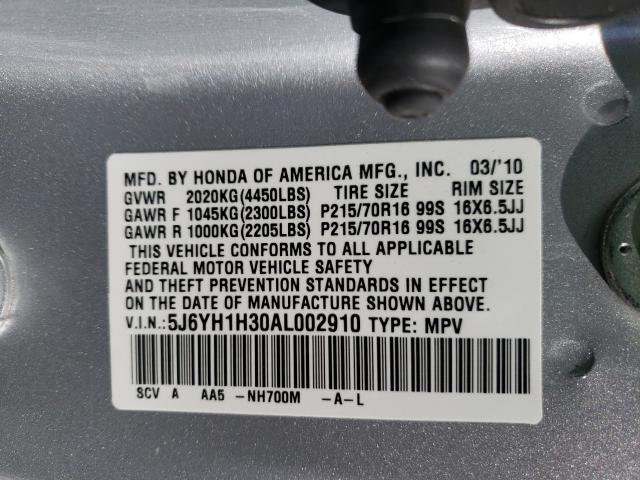 MFD. BY HONDA OF AMERICA MFG., INC. 03/'10
GVWR 2020KG(4450LBS) TIRE SIZE RIM SIZE
GAWR F 1045KG(2300LBS) P215/70R16 99S 16X6.5JJ
GAWR R 1000KG(2205LBS) P215/70R16 99S 16X6.5JJ
THIS VEHICLE CONFORMS TO ALL APPLICABLE
FEDERAL MOTOR VEHICLE SAFETY
AND THEFT PREVENTION STANDARDS IN EFFECT
ON THE DATE OF MANUFACTURE SHOWN ABOVE.
V.I.N.:5J6YH1H30AL002910 TYPE: MPV
SCV A AA5 -NH700M -A-L